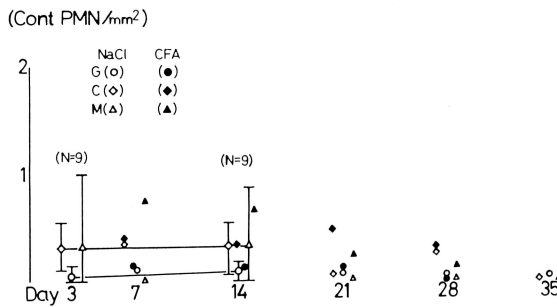 (Cont PMN/mm²)
NaCl CFA
G (○) (●)
C (◇) (◆)
M (△) (▲)
2
(N=9) (N=9)
1
Day 3 7 14 21 28 35